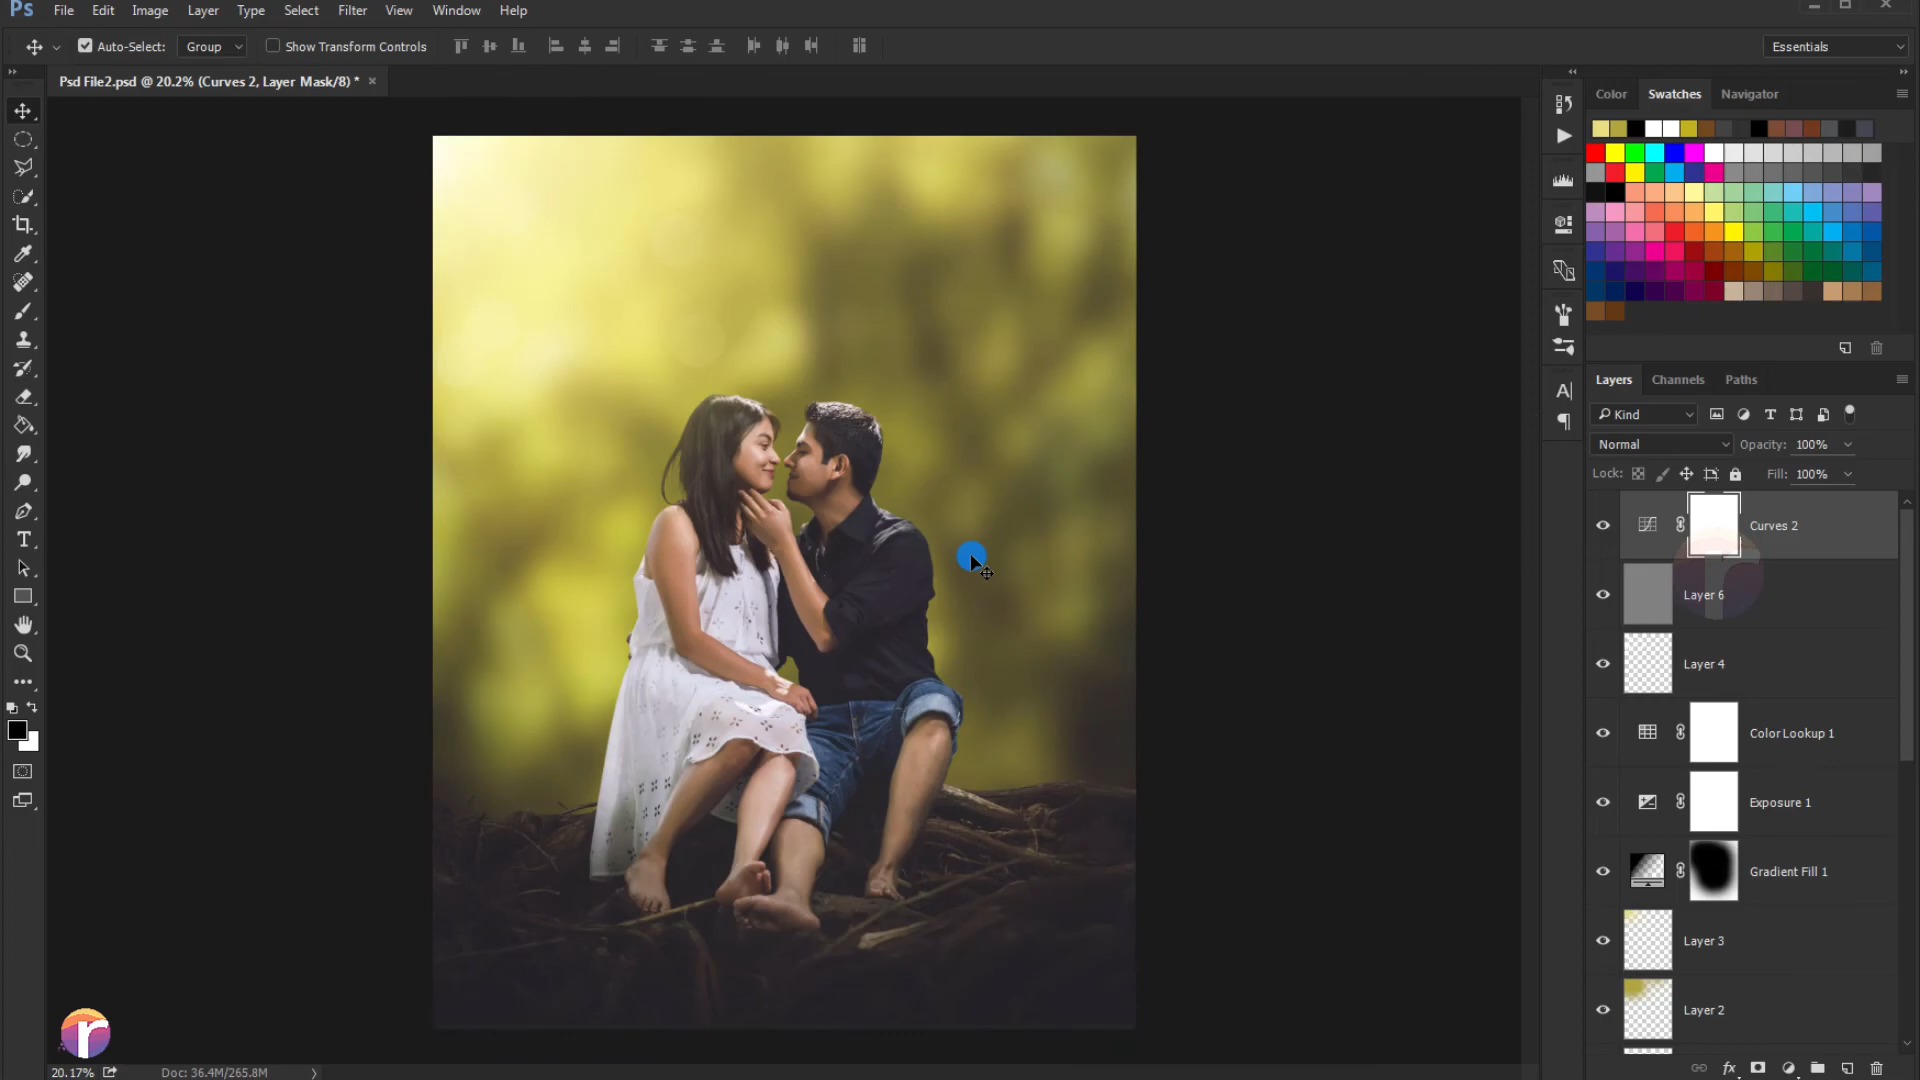 Ps File Edit Image Layer Type Select Filter View Window Help
Auto-Select: Group Show Transform Controls Essentials
Psd File2.psd @ 20.2% (Curves 2, Layer Mask/8) * ×
Color Swatches Navigator
Layers Channels Paths
Kind
Normal Opacity: 100%
Lock: Fill: 100%
Curves 2
Layer 6
Layer 4
Color Lookup 1
Exposure 1
Gradient Fill 1
Layer 3
Layer 2
fx
r
20.17% Doc: 36.4M/265.8M